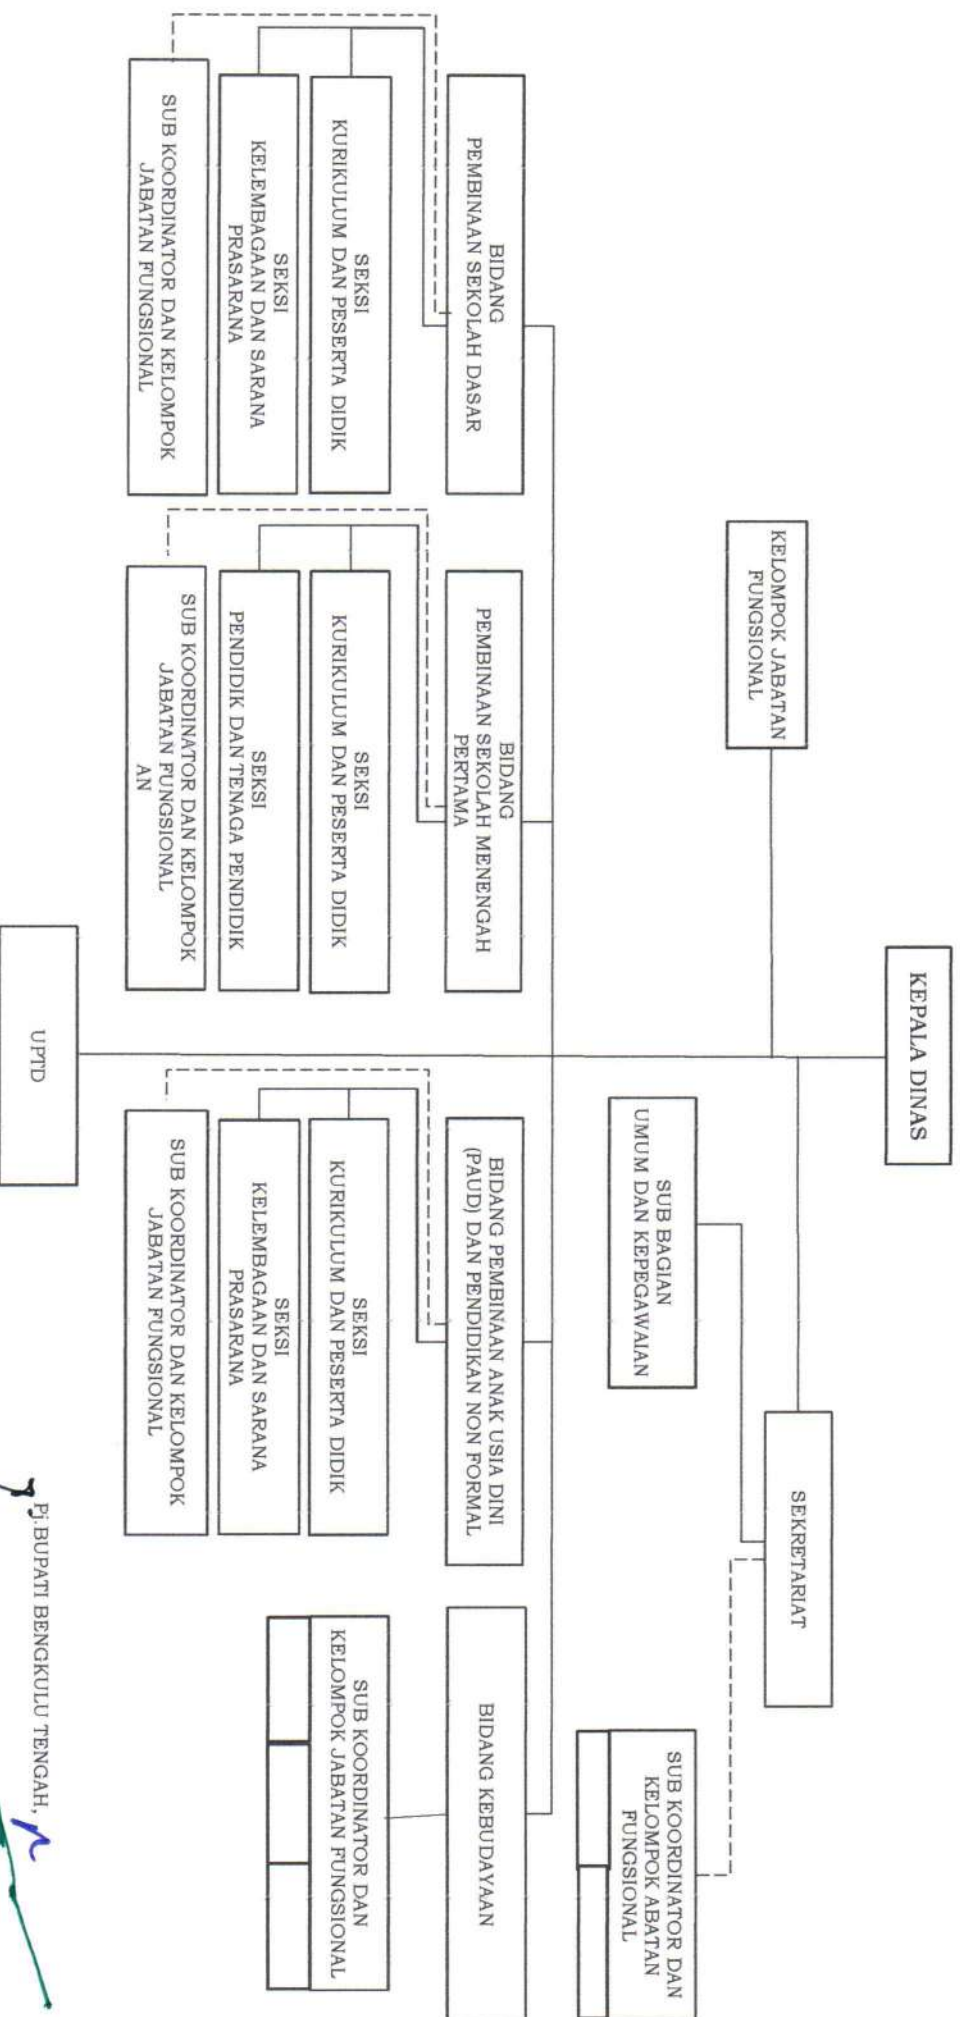 KEPALA DINAS
KELOMPOK JABATAN
FUNGSIONAL
SEKRETARIAT
SUB BAGIAN
UMUM DAN KEPEGAWAIAN
SUB KOORDINATOR DAN
KELOMPOK ABATAN
FUNGSIONAL
BIDANG
PEMBINAAN SEKOLAH DASAR
SEKSI
KURIKULUM DAN PESERTA DIDIK
SEKSI
KELEMBAGAAN DAN SARANA
PRASARANA
SUB KOORDINATOR DAN KELOMPOK
JABATAN FUNGSIONAL
BIDANG
PEMBINAAN SEKOLAH MENENGAH
PERTAMA
SEKSI
KURIKULUM DAN PESERTA DIDIK
SEKSI
PENDIDIK DAN TENAGA PENDIDIK
SUB KOORDINATOR DAN KELOMPOK
JABATAN FUNGSIONAL
AN
BIDANG PEMBINAAN ANAK USIA DINI
(PAUD) DAN PENDIDIKAN NON FORMAL
SEKSI
KURIKULUM DAN PESERTA DIDIK
SEKSI
KELEMBAGAAN DAN SARANA
PRASARANA
SUB KOORDINATOR DAN KELOMPOK
JABATAN FUNGSIONAL
BIDANG KEBUDAYAAN
SUB KOORDINATOR DAN
KELOMPOK JABATAN FUNGSIONAL
UPTD
Pj.BUPATI BENGKULU TENGAH,